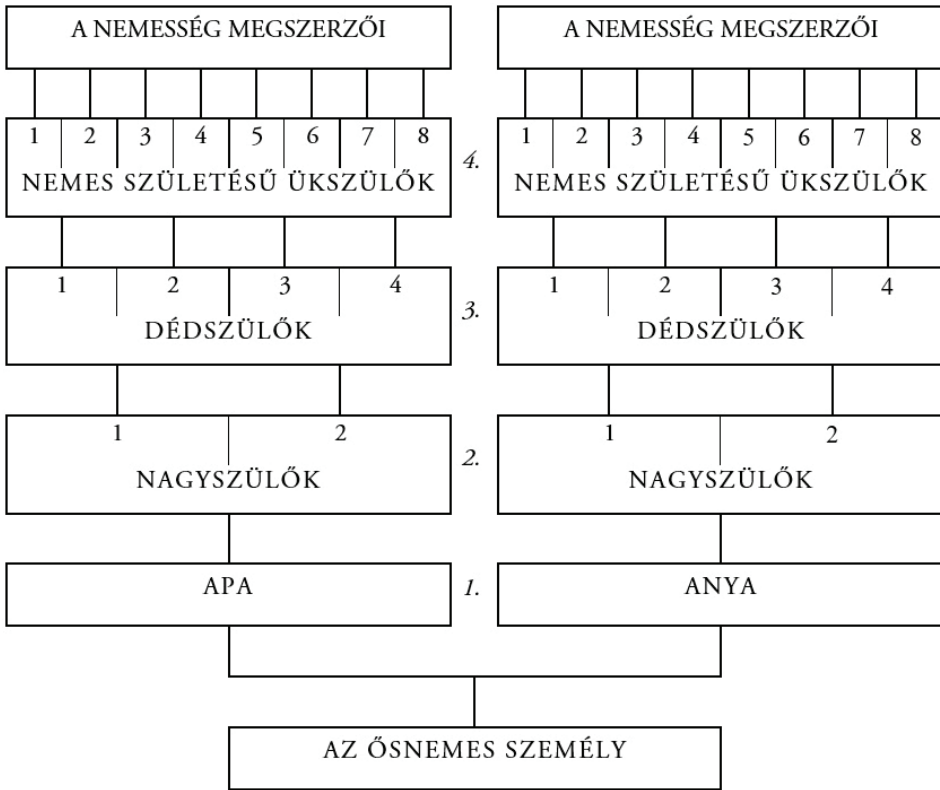 A NEMESSÉG MEGSZERZŐI
A NEMESSÉG MEGSZERZŐI
1 2 3 4 5 6 7 8
1 2 3 4 5 6 7 8
4.
NEMES SZÜLETÉSŰ ÜKSZÜLŐK
NEMES SZÜLETÉSŰ ÜKSZÜLŐK
1 2 3 4
1 2 3 4
3.
DÉDSZÜLŐK
DÉDSZÜLŐK
1 2
1 2
2.
NAGYSZÜLŐK
NAGYSZÜLŐK
APA
1.
ANYA
AZ ŐSNEMES SZEMÉLY